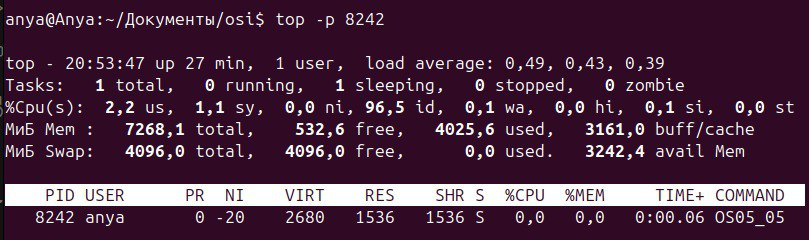 anya@Anya:~/Документы/osi$ top -p 8242
top - 20:53:47 up 27 min,  1 user,  load average: 0,49, 0,43, 0,39
Tasks:   1 total,   0 running,   1 sleeping,   0 stopped,   0 zombie
%Cpu(s):  2,2 us,  1,1 sy,  0,0 ni, 96,5 id,  0,1 wa,  0,0 hi,  0,1 si,  0,0 st
МиБ Mem :   7268,1 total,    532,6 free,   4025,6 used,   3161,0 buff/cache
МиБ Swap:   4096,0 total,   4096,0 free,      0,0 used.   3242,4 avail Mem
PID USER      PR  NI    VIRT    RES    SHR S  %CPU  %MEM     TIME+ COMMAND
8242 anya       0 -20    2680   1536   1536 S   0,0   0,0   0:00.06 OS05_05